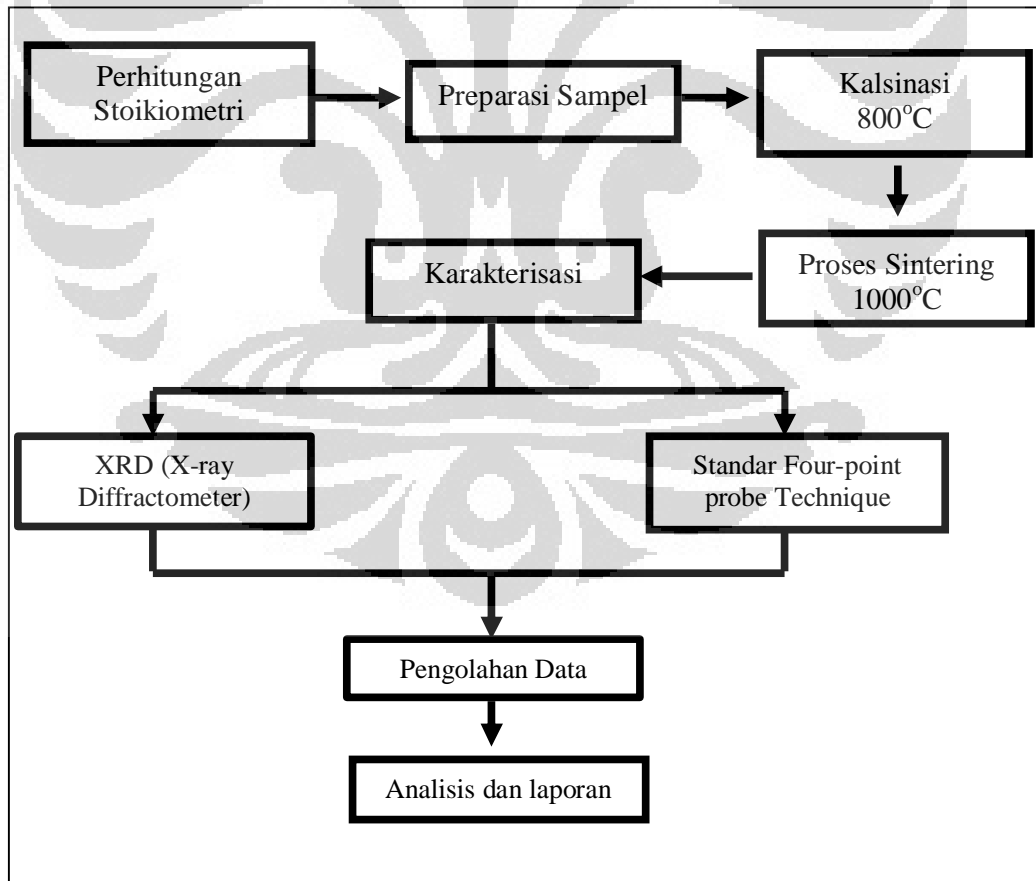 Perhitungan
Stoikiometri
Preparasi Sampel
Kalsinasi
800°C
Proses Sintering
1000°C
Karakterisasi
XRD (X-ray
Diffractometer)
Standar Four-point
probe Technique
Pengolahan Data
Analisis dan laporan